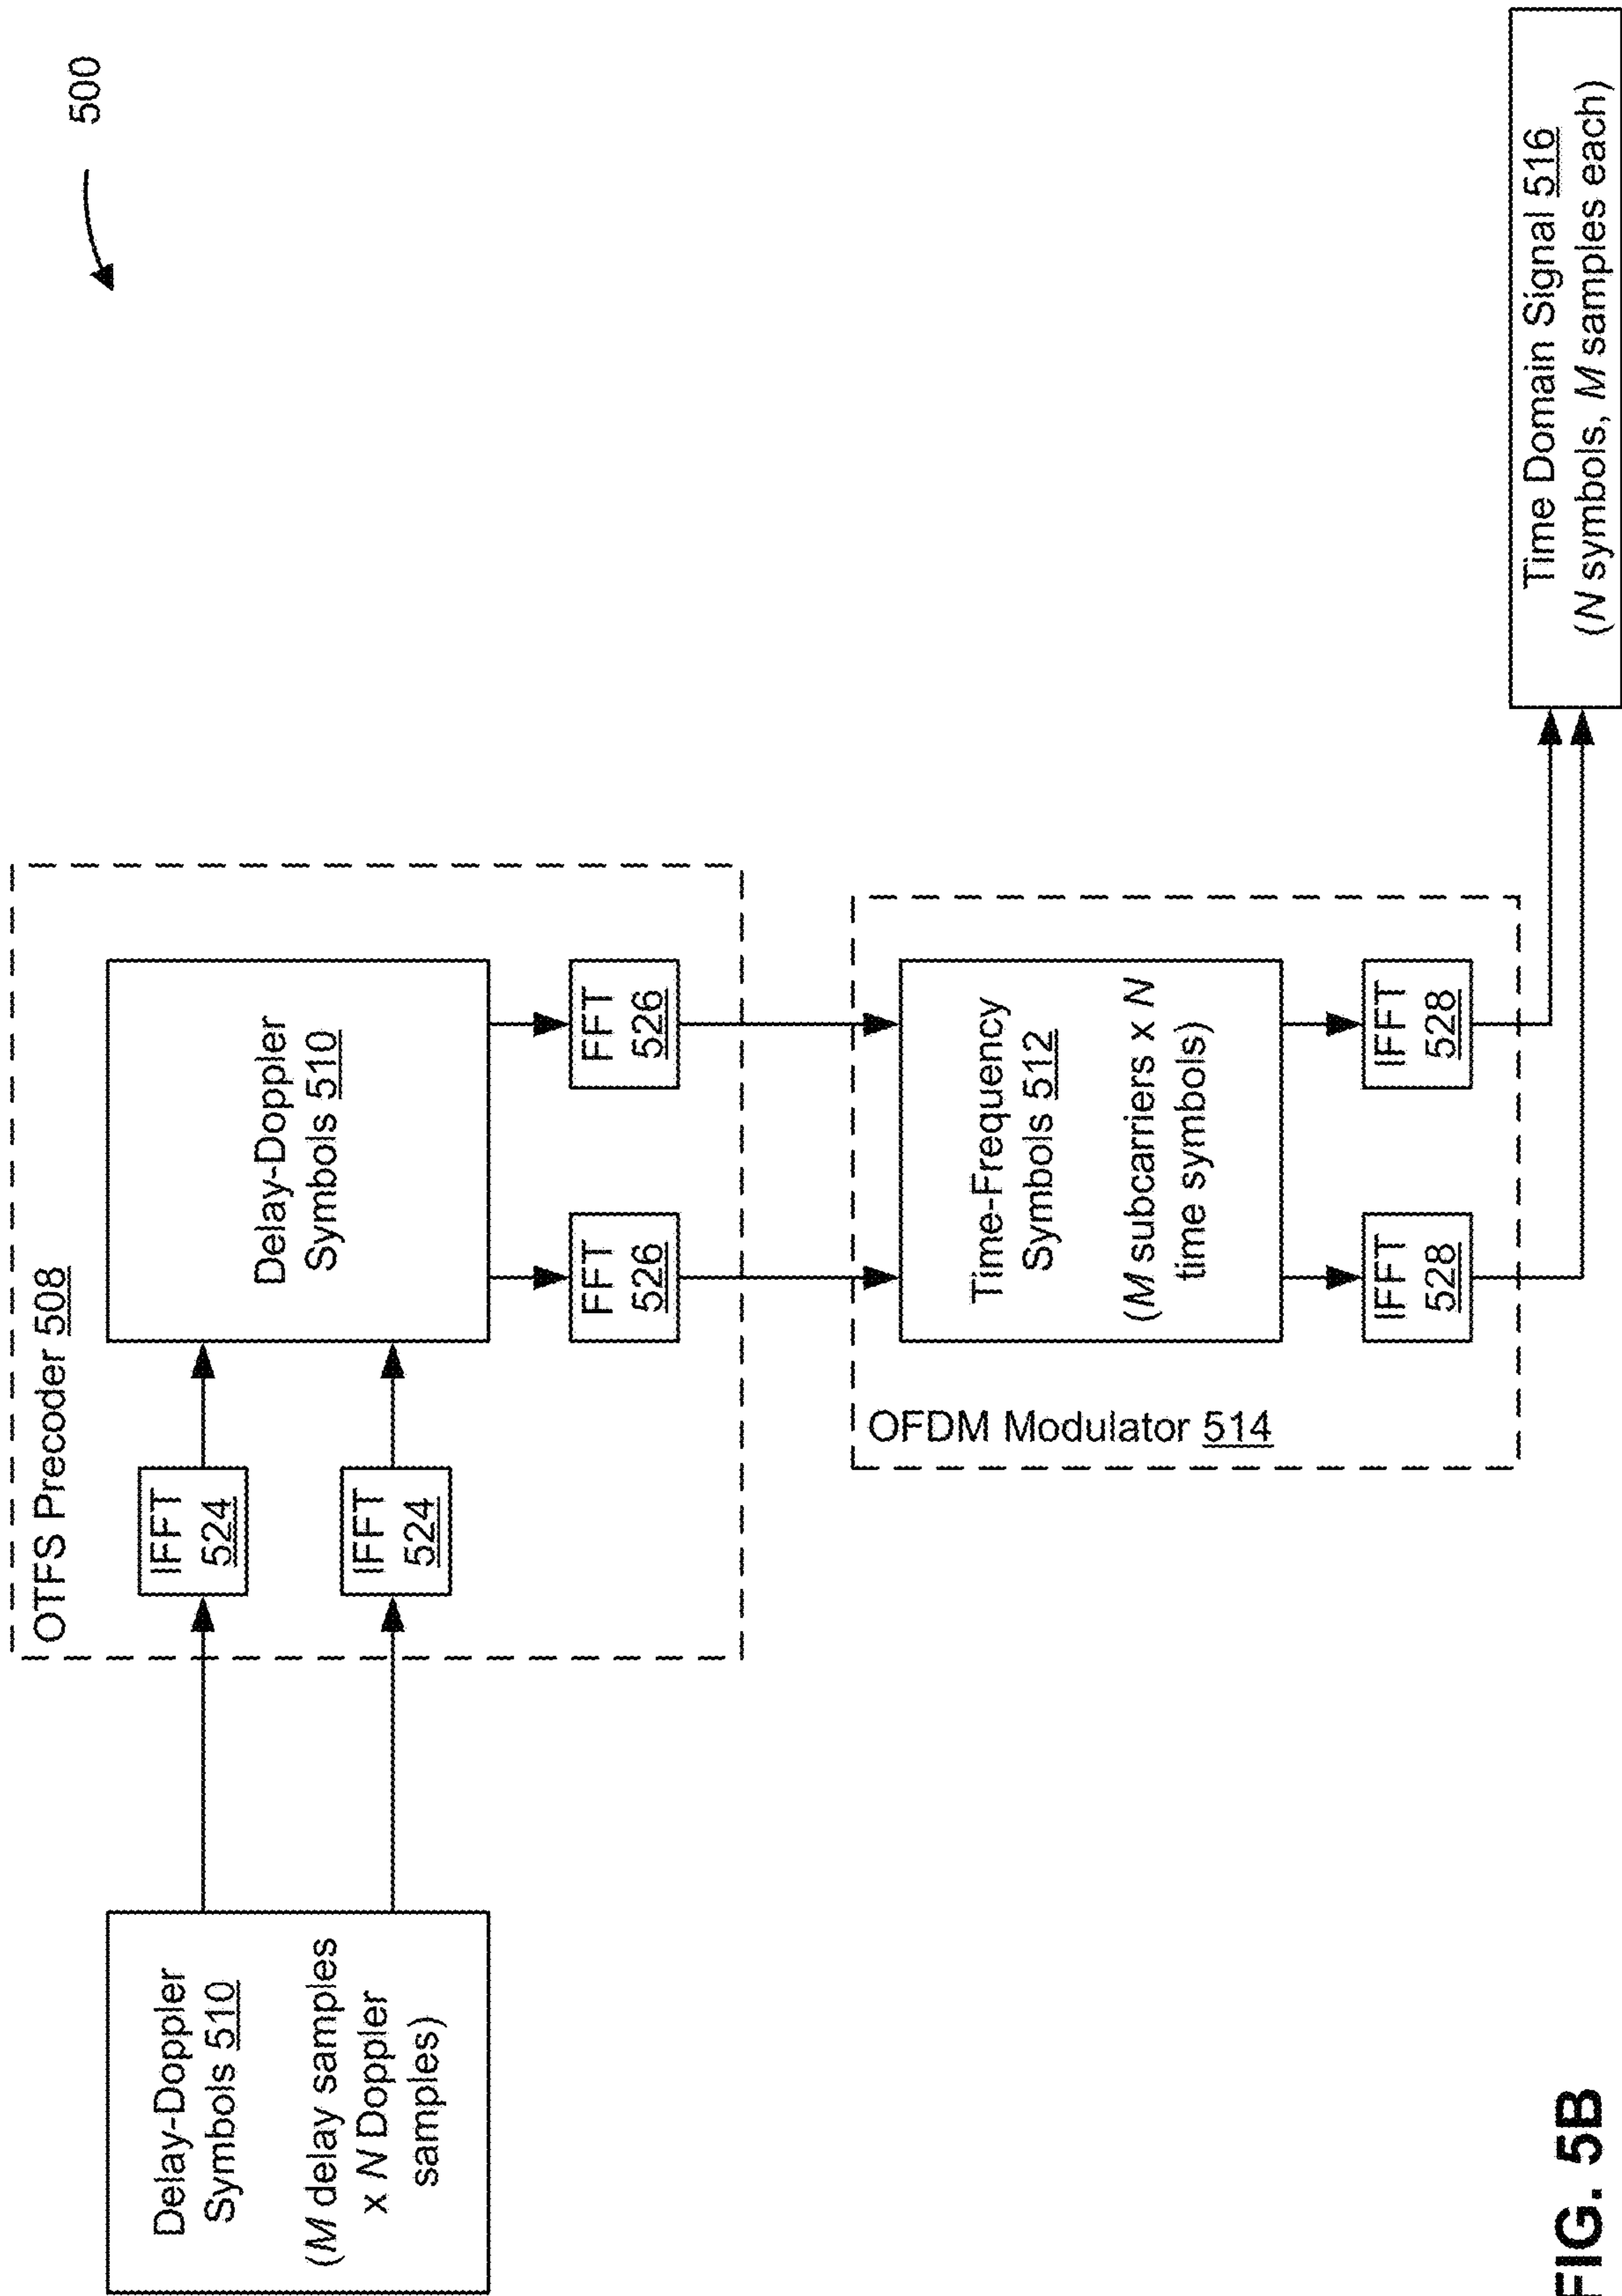 500
OTFS Precoder 508
Delay-Doppler
Symbols 510
(M delay samples
x N Doppler
samples)
IFFT
524
IFFT
524
Delay-Doppler
Symbols 510
FFT
526
FFT
526
OFDM Modulator 514
Time-Frequency
Symbols 512
(M subcarriers x N
time symbols)
IFFT
528
IFFT
528
Time Domain Signal 516
(N symbols, M samples each)
FIG. 5B